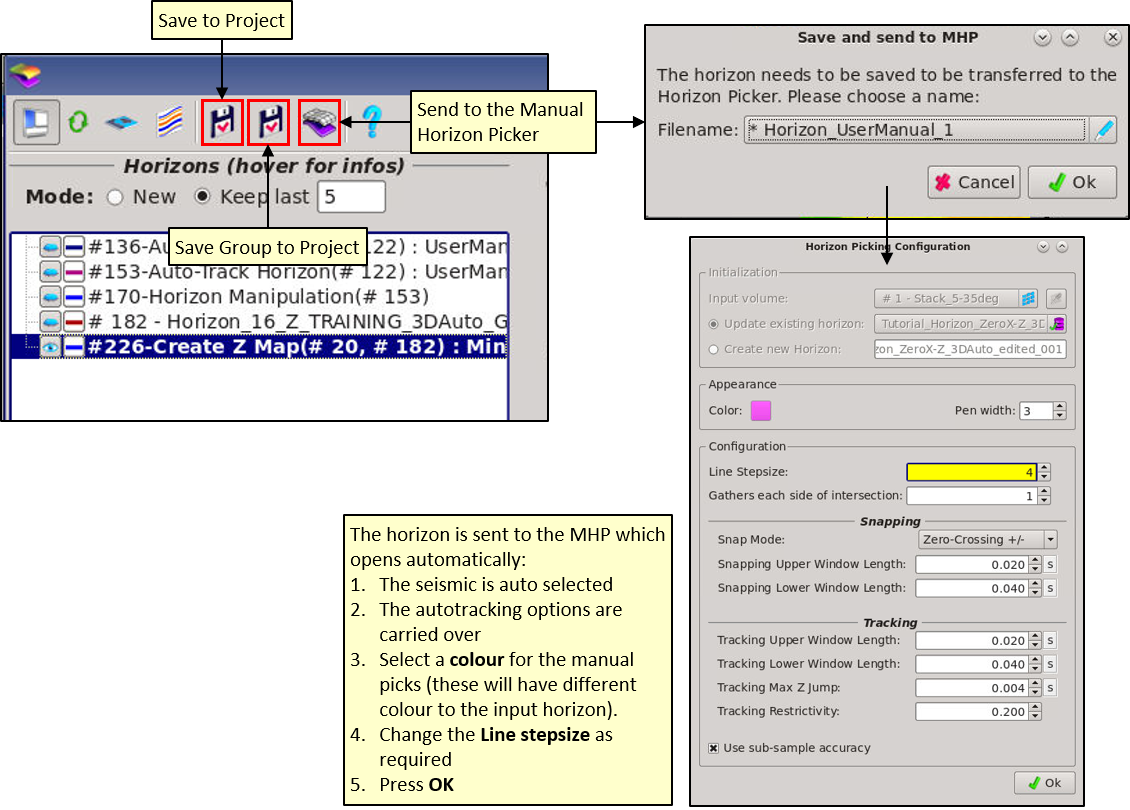 Save to Project
Send to the Manual
Horizon Picker
Horizons (hover for infos)
Mode: New Keep last 5
Save Group to Project
#136-Au 122) : UserMan
#153-Auto-Track Horizon(# 122) : UserMan
#170-Horizon Manipulation(# 153)
# 182 - Horizon_16_Z_TRAINING_3DAuto_G
#226-Create Z Map(# 20, # 182) : Min
Save and send to MHP
The horizon needs to be saved to be transferred to the
Horizon Picker. Please choose a name:
Filename: * Horizon_UserManual_1
Cancel Ok
Horizon Picking Configuration
Initialization
Input volume: # 1 - Stack_5-35deg
Update existing horizon: Tutorial_Horizon_ZeroX-Z_3D
Create new Horizon: zon_ZeroX-Z_3DAuto_edited_001
Appearance
Color: Pen width: 3
Configuration
Line Stepsize: 4
Gathers each side of intersection: 1
Snapping
Snap Mode: Zero-Crossing +/-
Snapping Upper Window Length: 0.020 s
Snapping Lower Window Length: 0.040 s
Tracking
Tracking Upper Window Length: 0.020 s
Tracking Lower Window Length: 0.040 s
Tracking Max Z Jump: 0.004 s
Tracking Restrictivity: 0.200
Use sub-sample accuracy
Ok
The horizon is sent to the MHP which
opens automatically:
1. The seismic is auto selected
2. The autotracking options are
carried over
3. Select a colour for the manual
picks (these will have different
colour to the input horizon).
4. Change the Line stepsize as
required
5. Press OK